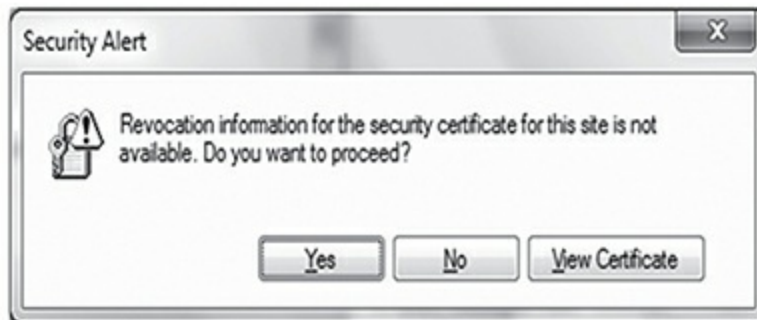 Security Alert
X
Revocation information for the security certificate for this site is not
available. Do you want to proceed?
Yes
No
View Certificate